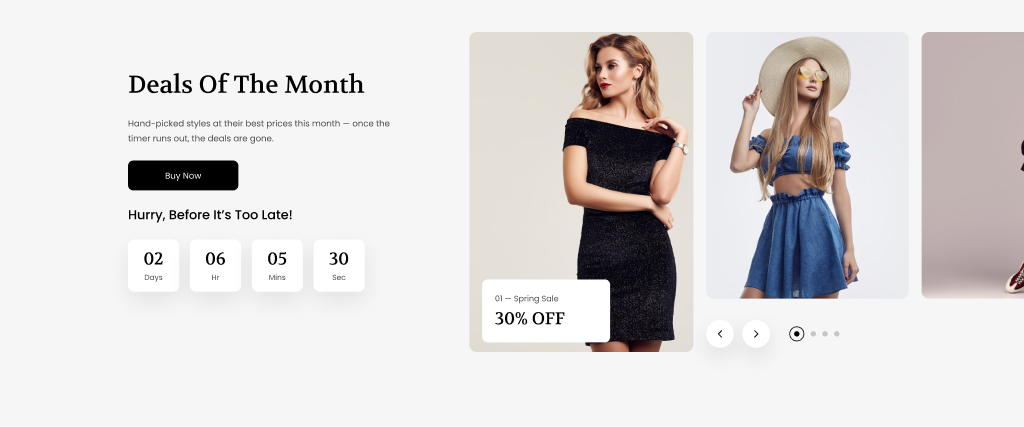 Deals Of The Month
Hand-picked styles at their best prices this month — once the
timer runs out, the deals are gone.
Buy Now
Hurry, Before It’s Too Late!
02 06 05 30
Days Hr Mins Sec
01 — Spring Sale
30% OFF